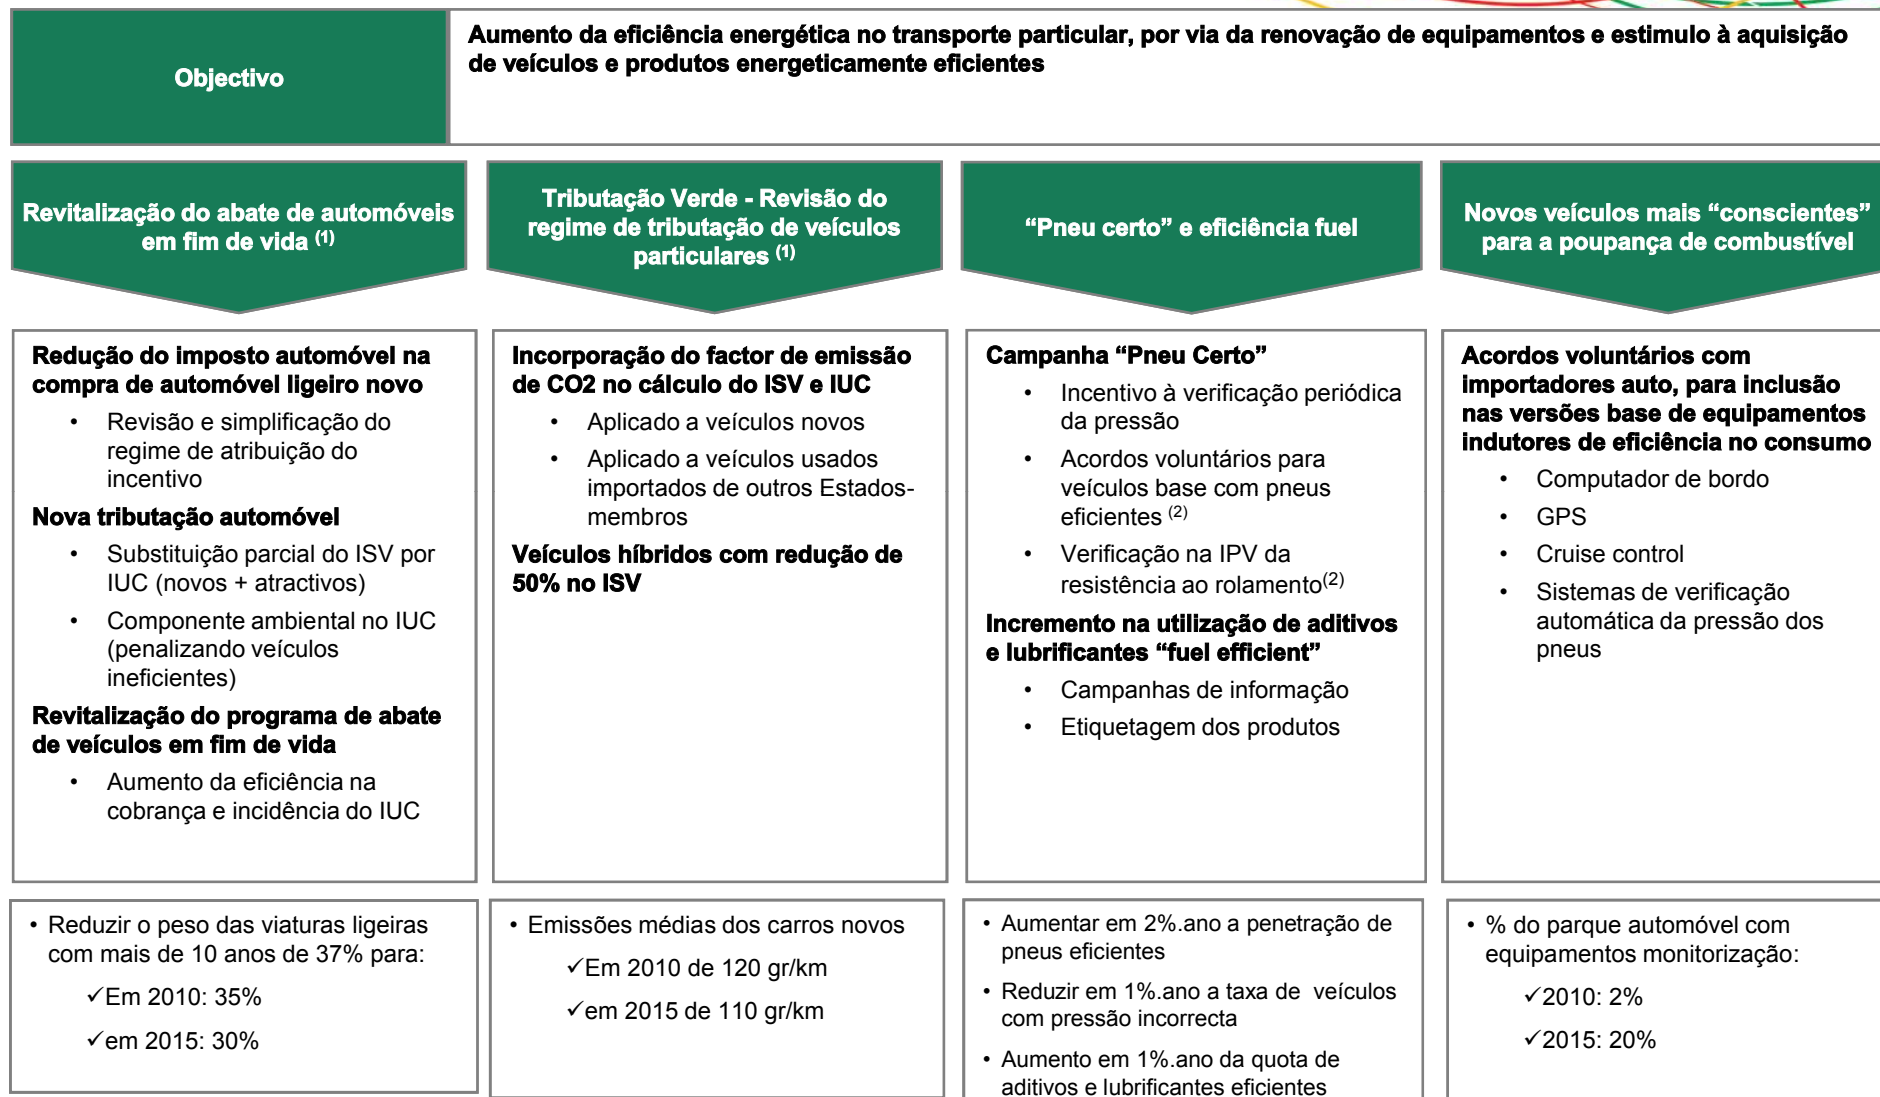 Objectivo
Aumento da eficiência energética no transporte particular, por via da renovação de equipamentos e estimulo à aquisição
de veículos e produtos energeticamente eficientes
Revitalização do abate de automóveis
em fim de vida (1)
Tributação Verde - Revisão do
regime de tributação de veículos
particulares (1)
“Pneu certo” e eficiência fuel
Novos veículos mais “conscientes”
para a poupança de combustível
Redução do imposto automóvel na
compra de automóvel ligeiro novo
• Revisão e simplificação do
regime de atribuição do
incentivo
Nova tributação automóvel
• Substituição parcial do ISV por
IUC (novos + atractivos)
• Componente ambiental no IUC
(penalizando veículos
ineficientes)
Revitalização do programa de abate
de veículos em fim de vida
• Aumento da eficiência na
cobrança e incidência do IUC
Incorporação do factor de emissão
de CO2 no cálculo do ISV e IUC
• Aplicado a veículos novos
• Aplicado a veículos usados
importados de outros Estados-
membros
Veículos híbridos com redução de
50% no ISV
Campanha “Pneu Certo”
• Incentivo à verificação periódica
da pressão
• Acordos voluntários para
veículos base com pneus
eficientes (2)
• Verificação na IPV da
resistência ao rolamento(2)
Incremento na utilização de aditivos
e lubrificantes “fuel efficient”
• Campanhas de informação
• Etiquetagem dos produtos
Acordos voluntários com
importadores auto, para inclusão
nas versões base de equipamentos
indutores de eficiência no consumo
• Computador de bordo
• GPS
• Cruise control
• Sistemas de verificação
automática da pressão dos
pneus
• Reduzir o peso das viaturas ligeiras
com mais de 10 anos de 37% para:
✓Em 2010: 35%
✓em 2015: 30%
• Emissões médias dos carros novos
✓Em 2010 de 120 gr/km
✓em 2015 de 110 gr/km
• Aumentar em 2%.ano a penetração de
pneus eficientes
• Reduzir em 1%.ano a taxa de veículos
com pressão incorrecta
• Aumento em 1%.ano da quota de
aditivos e lubrificantes eficientes
• % do parque automóvel com
equipamentos monitorização:
✓2010: 2%
✓2015: 20%